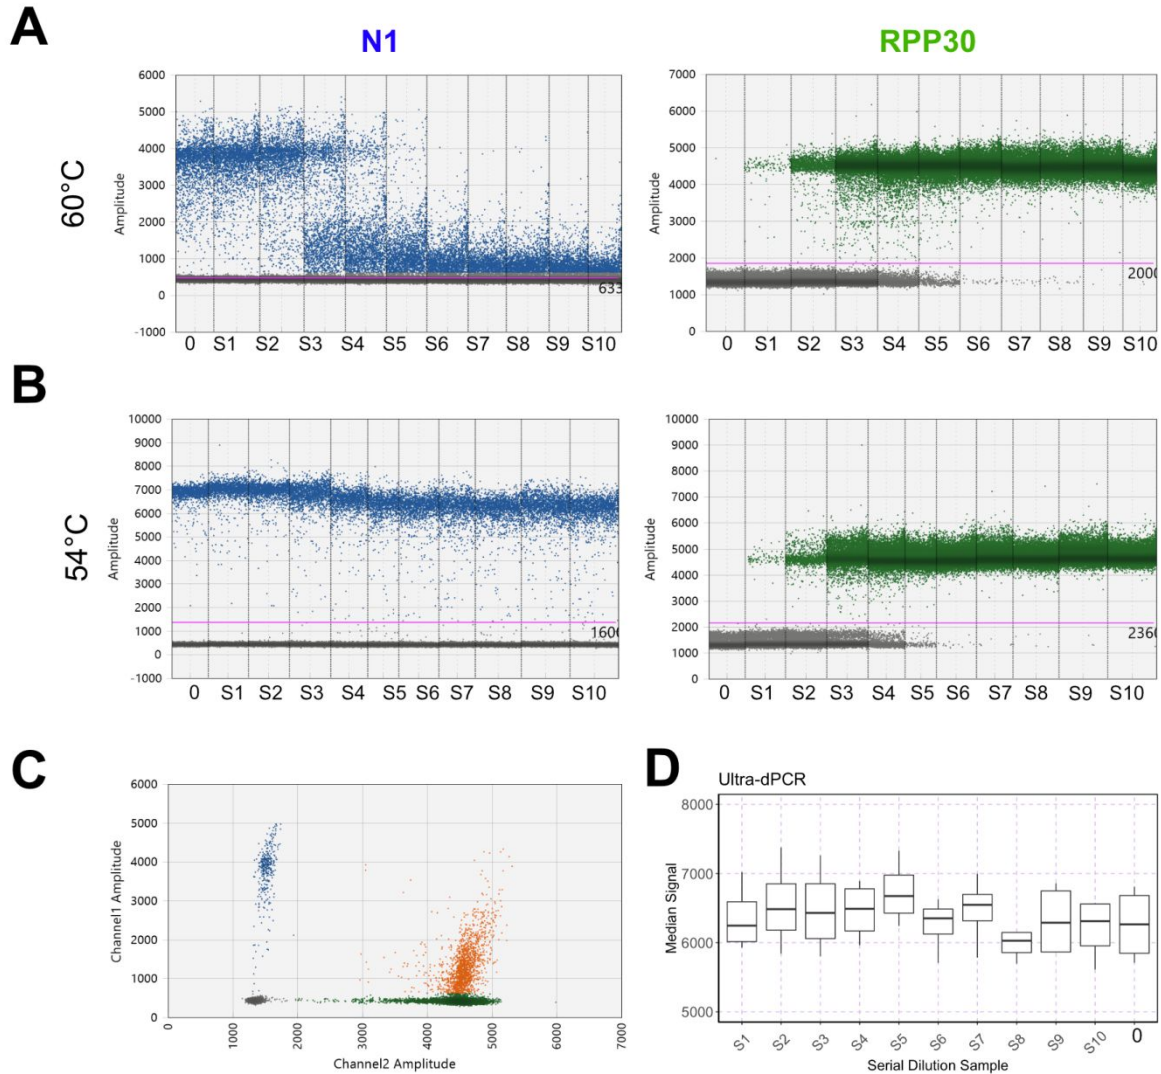 A
N1
RPP30
60°C
Amplitude
6000
5000
4000
3000
2000
1000
0
-1000
633
0 S1 S2 S3 S4 S5 S6 S7 S8 S9 S10
Amplitude
7000
6000
5000
4000
3000
2000
1000
0
2000
0 S1 S2 S3 S4 S5 S6 S7 S8 S9 S10
B
54°C
Amplitude
10000
9000
8000
7000
6000
5000
4000
3000
2000
1000
0
-1000
1600
0 S1 S2 S3 S4 S5 S6 S7 S8 S9 S10
Amplitude
10000
9000
8000
7000
6000
5000
4000
3000
2000
1000
0
2360
0 S1 S2 S3 S4 S5 S6 S7 S8 S9 S10
C
Channel1 Amplitude
6000
5000
4000
3000
2000
1000
0
0 1000 2000 3000 4000 5000 6000 7000
Channel2 Amplitude
D
Ultra-dPCR
Median Signal
8000
7000
6000
5000
S1 S2 S3 S4 S5 S6 S7 S8 S9 S10 0
Serial Dilution Sample